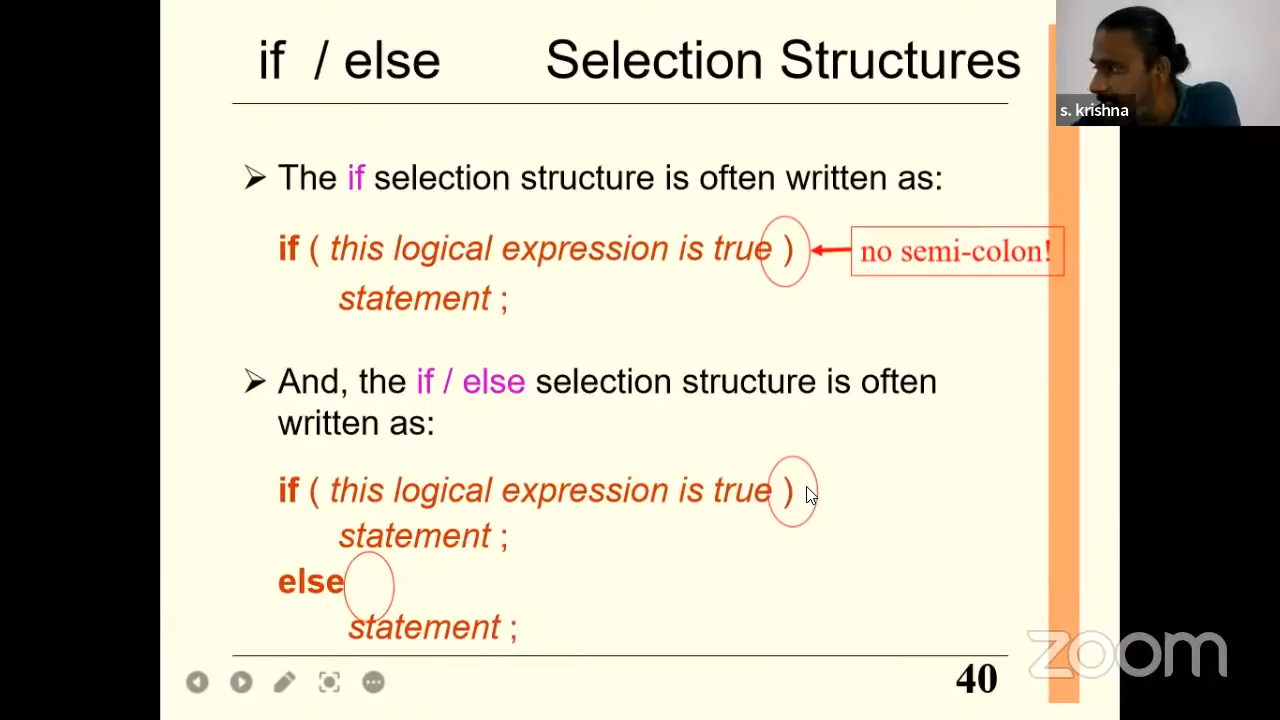 if / else Selection Structures
s. krishna
➢ The if selection structure is often written as:
if ( this logical expression is true )
no semi-colon!
statement ;
➢ And, the if / else selection structure is often
written as:
if ( this logical expression is true )
statement ;
else
statement ;
zoom
40